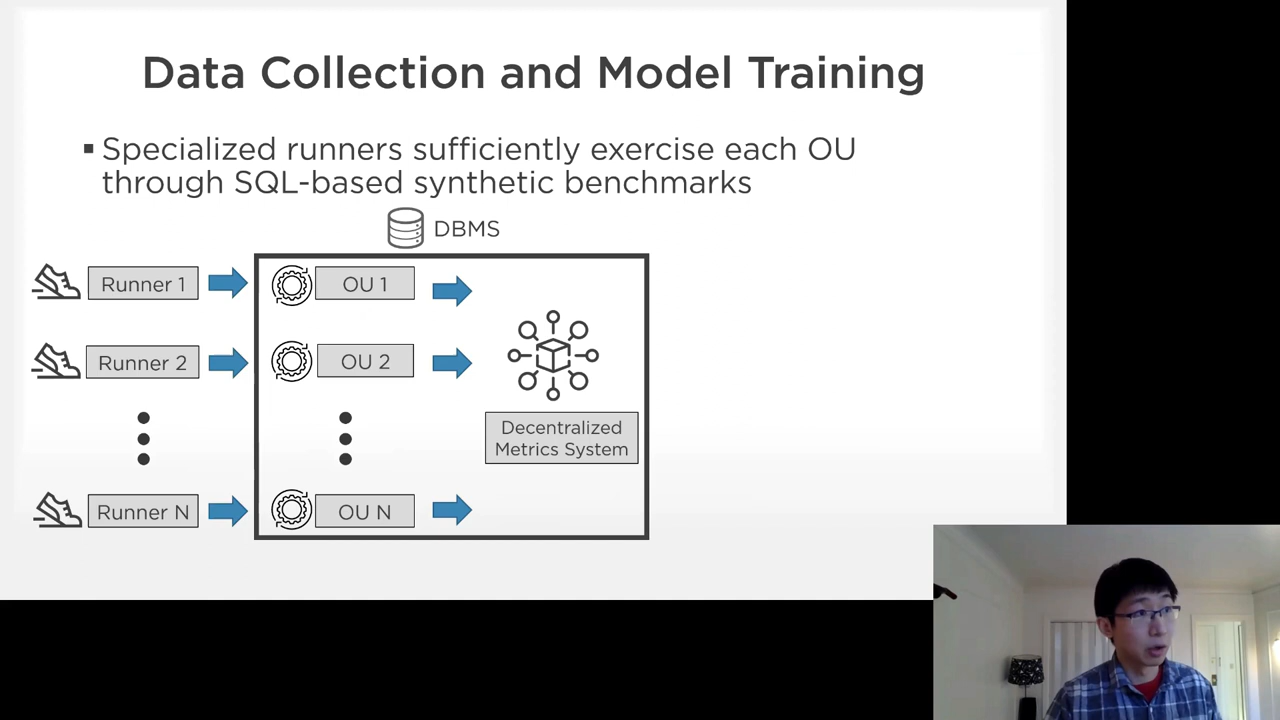 Data Collection and Model Training
▪ Specialized runners sufficiently exercise each OU
through SQL-based synthetic benchmarks
DBMS
Runner 1
OU 1
Runner 2
OU 2
Decentralized
Metrics System
Runner N
OU N